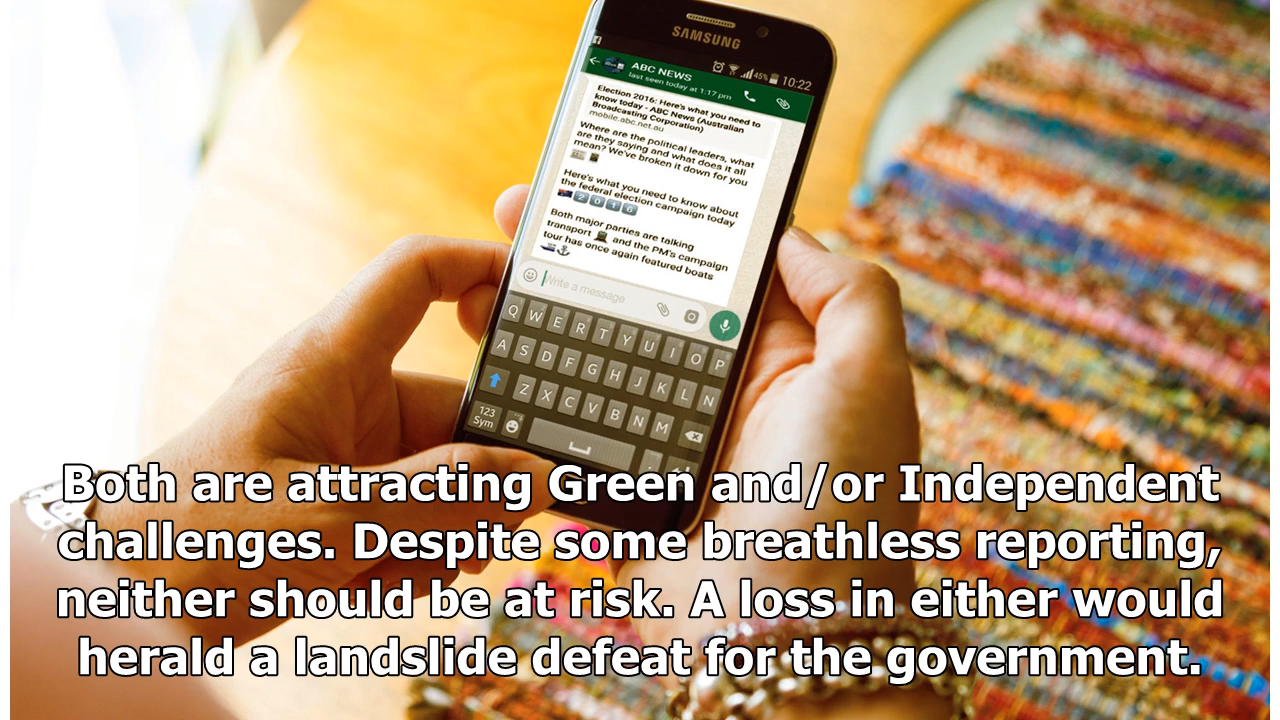 SAMSUNG
45% 10:22
ABC NEWS
last seen today at 1:17 pm
Election 2016: Here's what you need to
know today - ABC News (Australian
Broadcasting Corporation)
mobile.abc.net.au
Where are the political leaders, what
are they saying and what does it all
mean? We've broken it down for you
Here's what you need to know about
the federal election campaign today
2 0 1 6
Both major parties are talking
transport and the PM's campaign
tour has once again featured boats
Write a message
Q W E R T Y U I O P
A S D F G H J K L N
Z X C V B N M
123
Sym
Both are attracting Green and/or Independent
challenges. Despite some breathless reporting,
neither should be at risk. A loss in either would
herald a landslide defeat for the government.